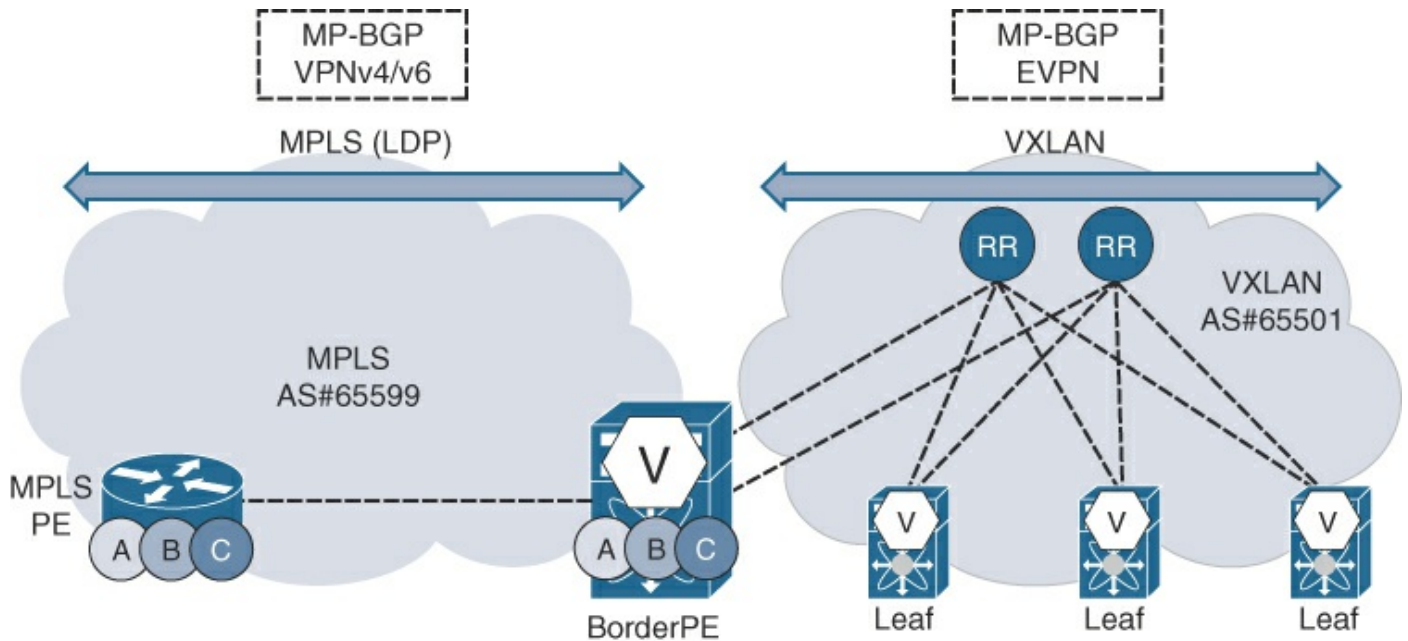 MP-BGP
VPNv4/v6
MP-BGP
EVPN
MPLS (LDP)
VXLAN
RR
RR
VXLAN
AS#65501
MPLS
AS#65599
V
MPLS
PE
A
B
C
A
B
C
V
V
V
BorderPE
Leaf
Leaf
Leaf